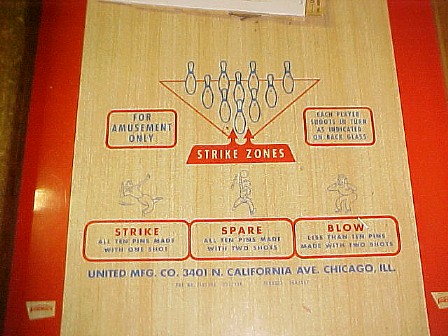 FOR
AMUSEMENT
ONLY
EACH PLAYER
SHOOTS IN TURN
AS INDICATED
ON BACK GLASS
STRIKE ZONES
STRIKE
ALL TEN PINS MADE
WITH ONE SHOT
SPARE
ALL TEN PINS MADE
WITH TWO SHOTS
BLOW
LESS THAN TEN PINS
MADE WITH TWO SHOTS
UNITED MFG. CO. 3401 N. CALIFORNIA AVE. CHICAGO, ILL.